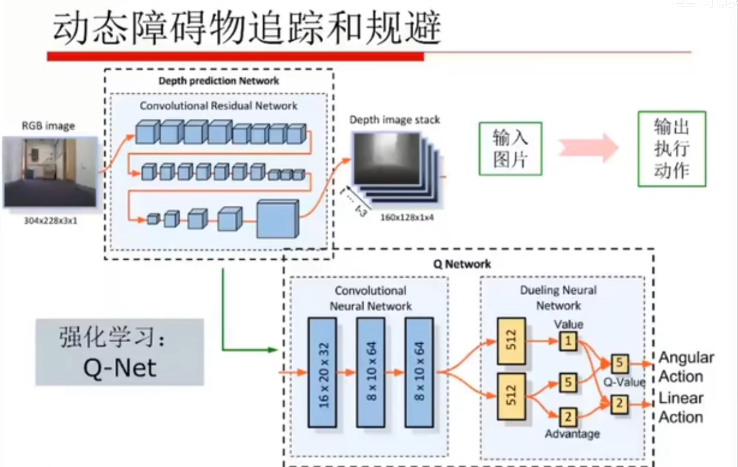 动态障碍物追踪和规避
Depth prediction Network
Convolutional Residual Network
RGB image
304x228x3x1
Depth image stack
t ... t-3
160x128x1x4
输入
图片
输出
执行
动作
Q Network
Convolutional
Neural Network
16 x 20 x 32
8 x 10 x 64
8 x 10 x 64
Dueling Neural
Network
512
512
Value
1
5
2
Advantage
5
Q-Value
2
Angular
Action
Linear
Action
强化学习:
Q-Net